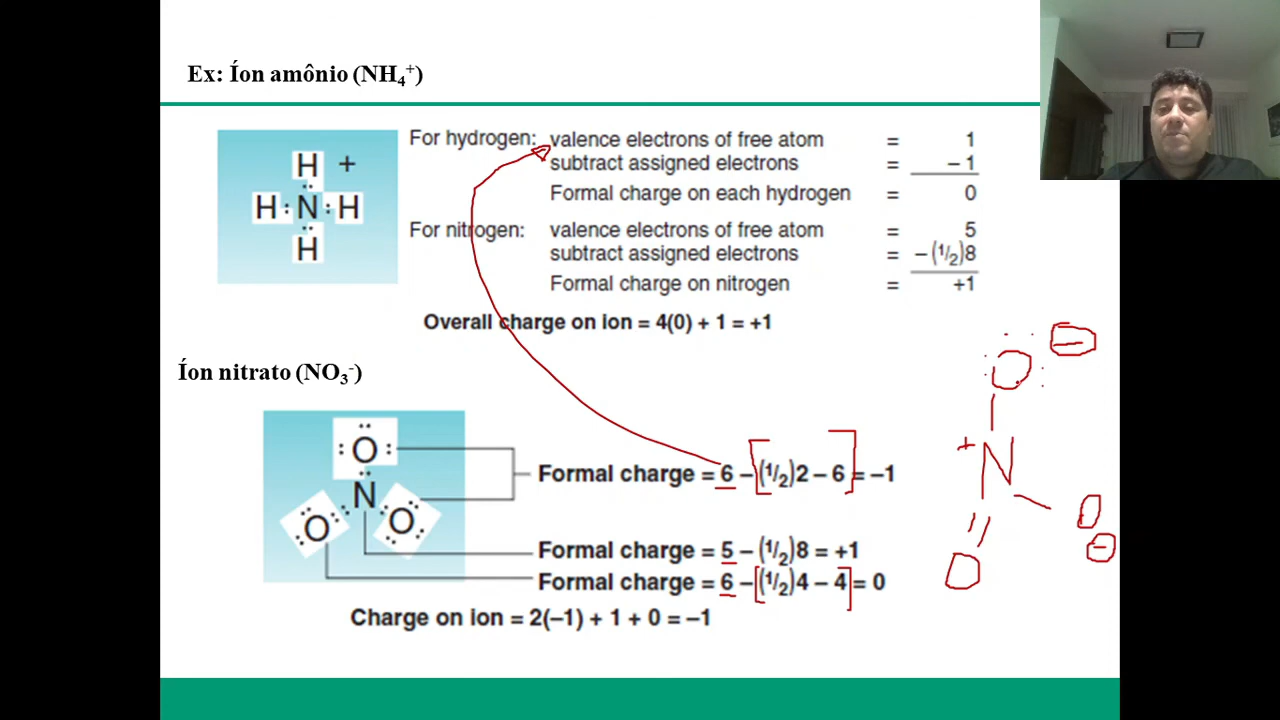 Ex: Íon amônio (NH₄⁺)
For hydrogen: valence electrons of free atom = 1
subtract assigned electrons = – 1
Formal charge on each hydrogen = 0
For nitrogen: valence electrons of free atom = 5
subtract assigned electrons = – (1/2)8
Formal charge on nitrogen = +1
H +
H : N : H
H
Overall charge on ion = 4(0) + 1 = +1
Íon nitrato (NO₃⁻)
: O :
N
O O
Formal charge = 6 – [(1/2)2 – 6] = –1
Formal charge = 5 – (1/2)8 = +1
Formal charge = 6 – [(1/2)4 – 4] = 0
Charge on ion = 2(–1) + 1 + 0 = –1
O –
+ N
O –
O